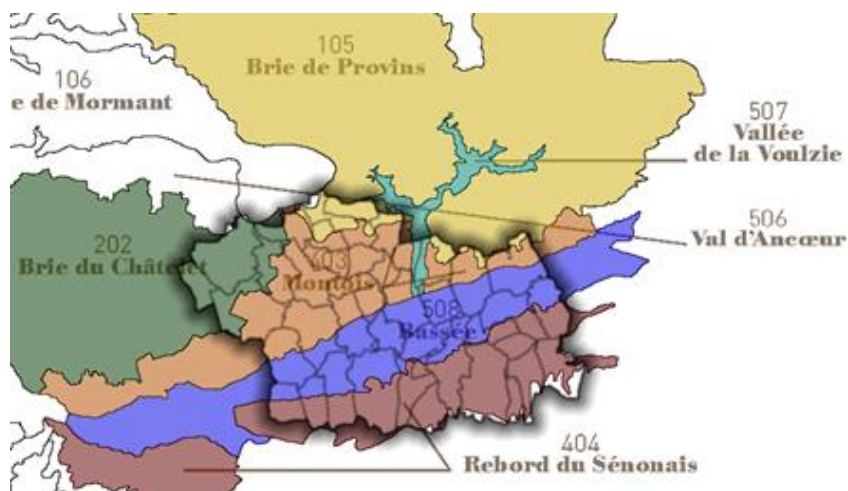 105
Brie de Provins
106
e de Mormant
507
Vallée
de la Voulzie
506
Val d'Ancœur
202
Brie du Châtelet
403
Montois
508
Bassée
404
Rebord du Sénonais